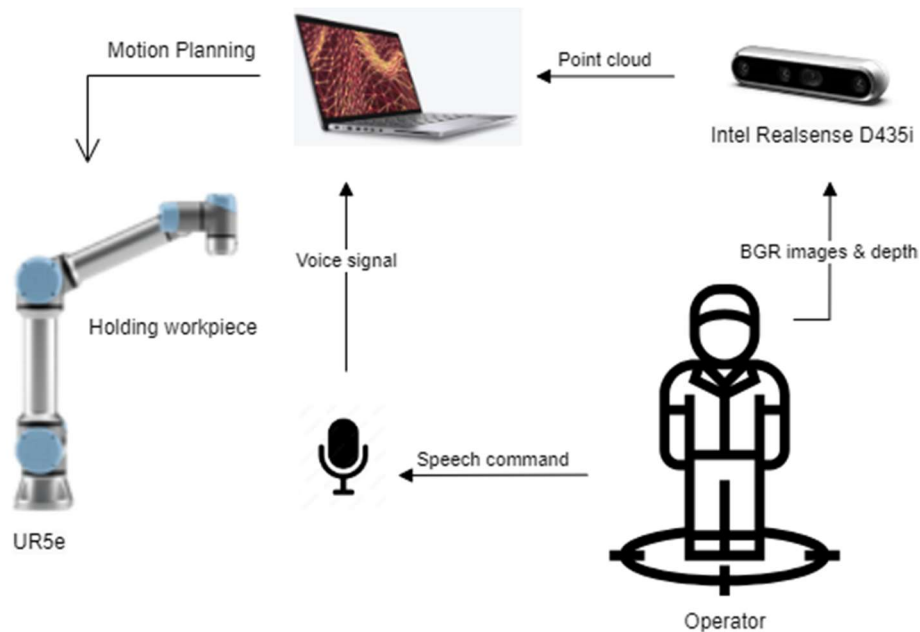 Motion Planning
Point cloud
Intel Realsense D435i
Voice signal
BGR images & depth
Holding workpiece
Speech command
UR5e
Operator